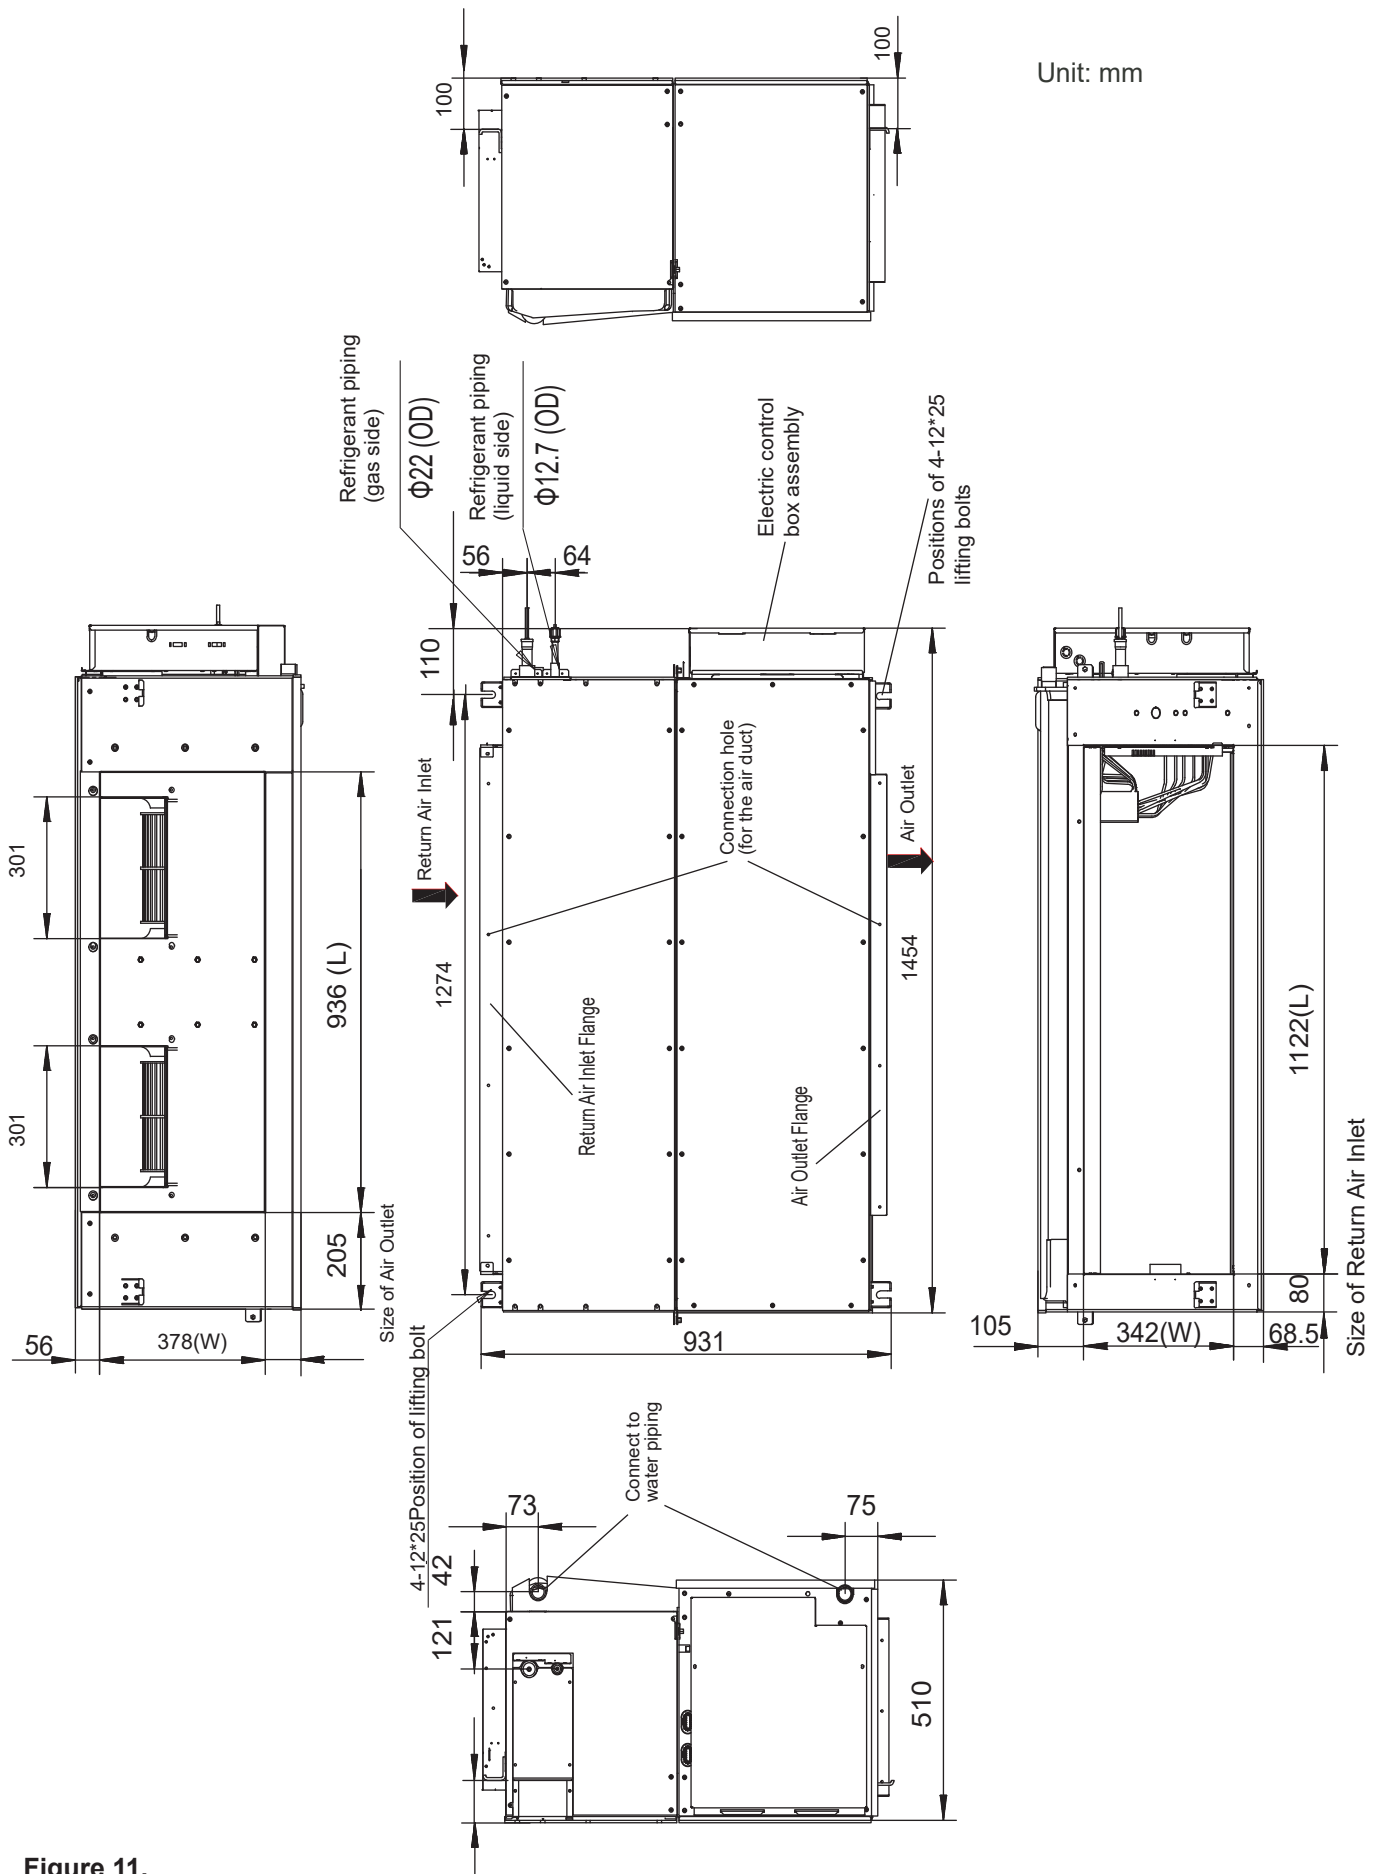 100
100
Unit: mm
Refrigerant piping
(gas side)
Φ22 (OD)
Refrigerant piping
(liquid side)
Φ12.7 (OD)
Electric control
box assembly
Positions of 4-12*25
lifting bolts
56
64
110
Return Air Inlet
Connection hole
(for the air duct)
Air Outlet
301
936 (L)
1274
1454
1122(L)
Return Air Inlet Flange
Air Outlet Flange
301
205
Size of Air Outlet
80
Size of Return Air Inlet
56
378(W)
931
105
342(W)
68.5
4-12*25Position of lifting bolt
Connect to
water piping
73
75
42
121
510
Figure 11.